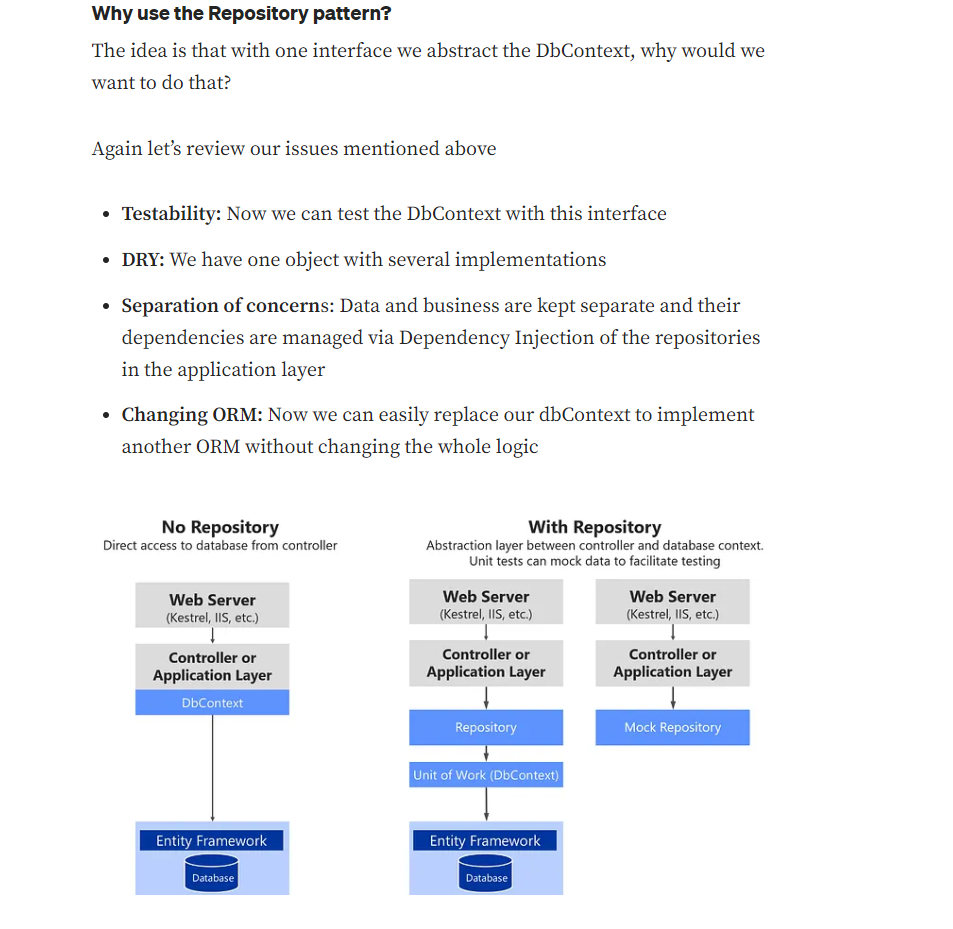 Why use the Repository pattern?
The idea is that with one interface we abstract the DbContext, why would we
want to do that?
Again let’s review our issues mentioned above
• Testability: Now we can test the DbContext with this interface
• DRY: We have one object with several implementations
• Separation of concerns: Data and business are kept separate and their
dependencies are managed via Dependency Injection of the repositories
in the application layer
• Changing ORM: Now we can easily replace our dbContext to implement
another ORM without changing the whole logic
No Repository
Direct access to database from controller
Web Server
(Kestrel, IIS, etc.)
Controller or
Application Layer
DbContext
Entity Framework
Database
With Repository
Abstraction layer between controller and database context.
Unit tests can mock data to facilitate testing
Web Server
(Kestrel, IIS, etc.)
Controller or
Application Layer
Repository
Unit of Work (DbContext)
Entity Framework
Database
Web Server
(Kestrel, IIS, etc.)
Controller or
Application Layer
Mock Repository